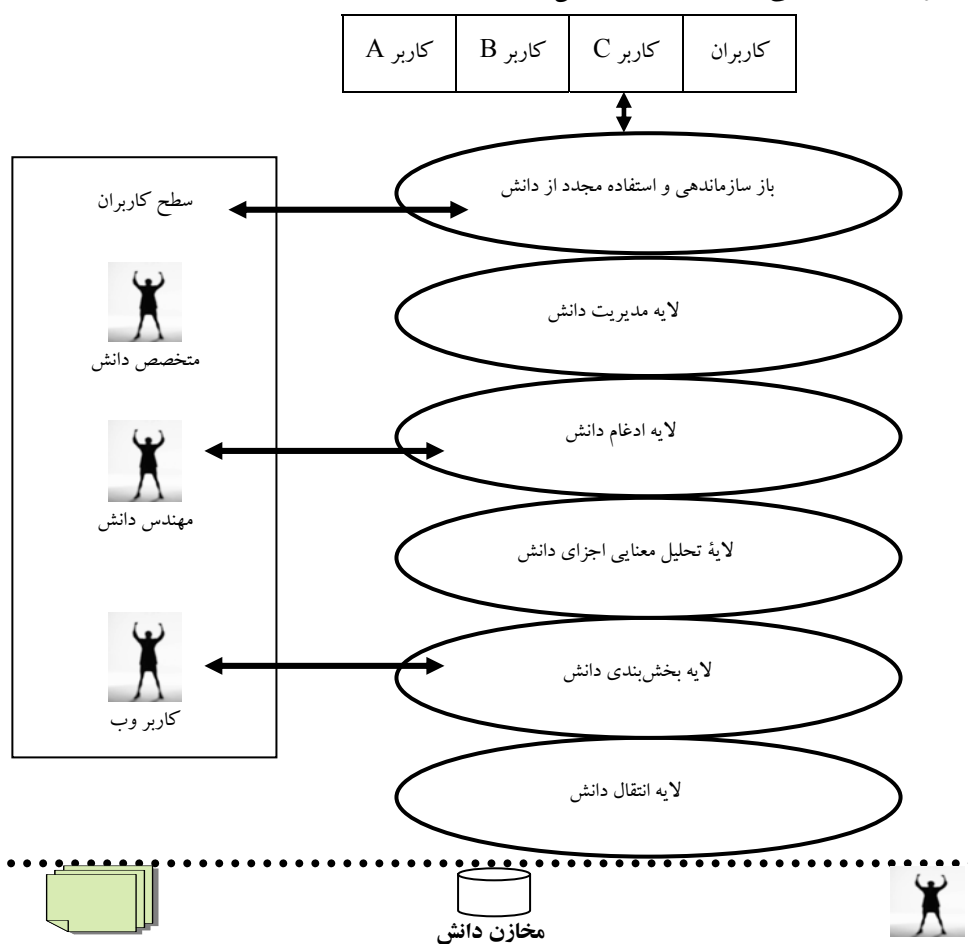 کاربران
کاربر C
کاربر B
کاربر A
باز سازماندهی و استفاده مجدد از دانش
سطح کاربران
لایه مدیریت دانش
متخصص دانش
لایه ادغام دانش
مهندس دانش
لایۀ تحلیل معنایی اجزای دانش
لایه بخش‌بندی دانش
کاربر وب
لایه انتقال دانش
مخازن دانش